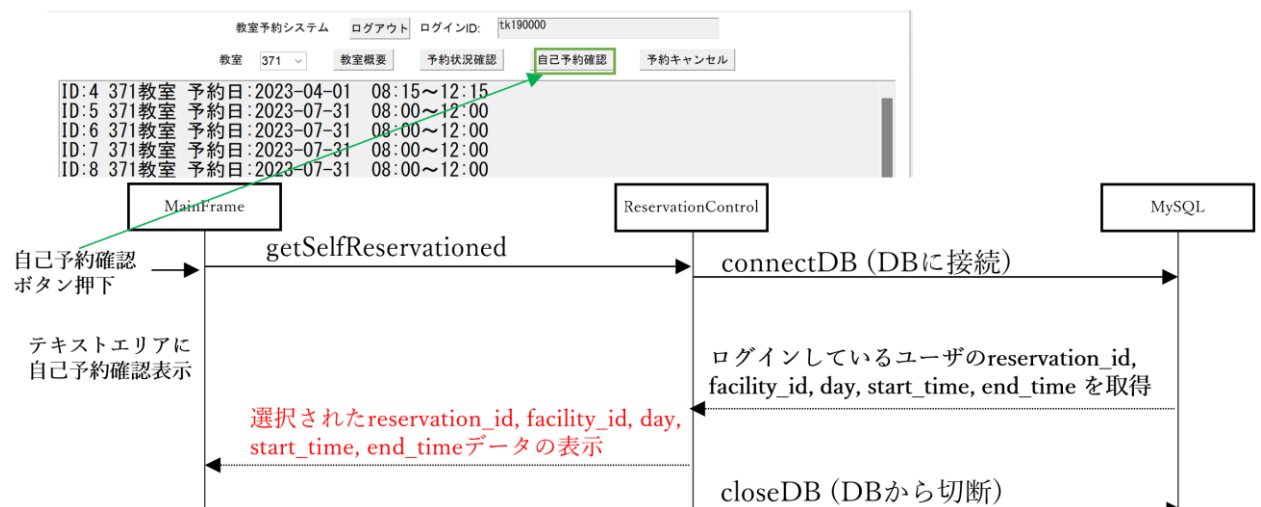 教室予約システム ログアウト ログインID: tk190000
教室 371 教室概要 予約状況確認 自己予約確認 予約キャンセル
ID:4 371教室 予約日:2023-04-01 08:15～12:15
ID:5 371教室 予約日:2023-07-31 08:00～12:00
ID:6 371教室 予約日:2023-07-31 08:00～12:00
ID:7 371教室 予約日:2023-07-31 08:00～12:00
ID:8 371教室 予約日:2023-07-31 08:00～12:00
MainFrame ReservationControl MySQL
自己予約確認
ボタン押下
getSelfReservationed
connectDB (DBに接続)
テキストエリアに
自己予約確認表示
ログインしているユーザのreservation_id,
facility_id, day, start_time, end_time を取得
選択されたreservation_id, facility_id, day,
start_time, end_timeデータの表示
closeDB (DBから切断)